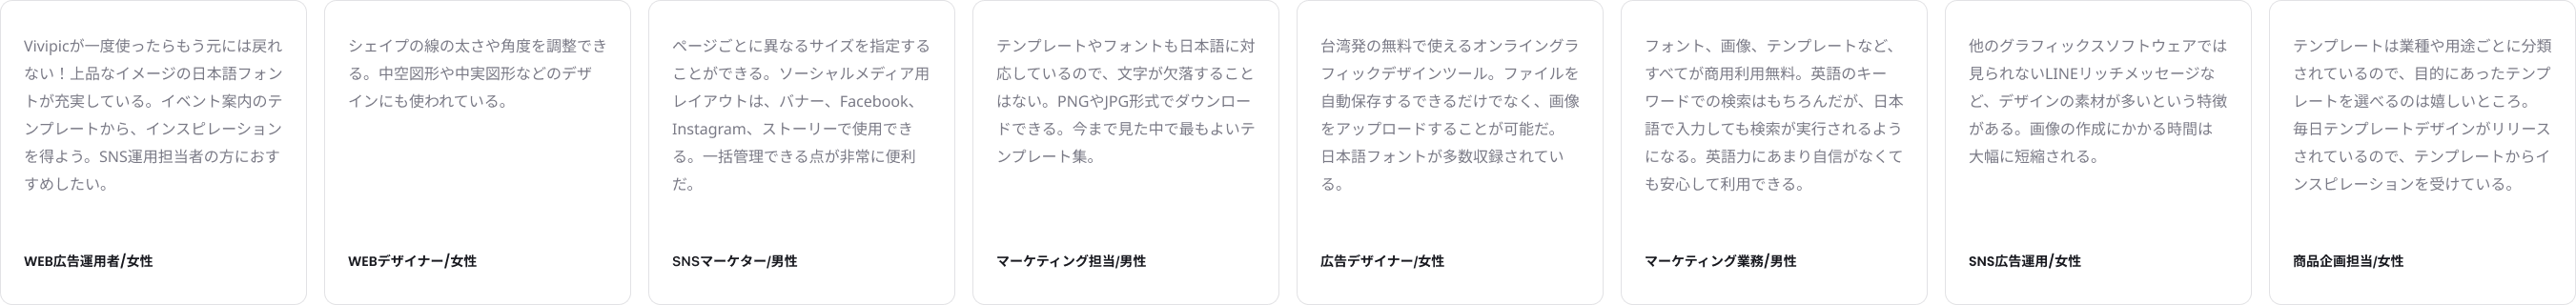 Vivipicが一度使ったらもう元には戻れ
ない！上品なイメージの日本語フォン
トが充実している。イベント案内のテ
ンプレートから、インスピレーション
を得よう。SNS運用担当者の方におす
すめしたい。
WEB広告運用者/女性
シェイプの線の太さや角度を調整でき
る。中空図形や中実図形などのデザ
インにも使われている。
WEBデザイナー/女性
ページごとに異なるサイズを指定する
ことができる。ソーシャルメディア用
レイアウトは、バナー、Facebook、
Instagram、ストーリーで使用でき
る。一括管理できる点が非常に便利
だ。
SNSマーケター/男性
テンプレートやフォントも日本語に対
応しているので、文字が欠落すること
はない。PNGやJPG形式でダウンロー
ドできる。今まで見た中で最もよいテ
ンプレート集。
マーケティング担当/男性
台湾発の無料で使えるオンライングラ
フィックデザインツール。ファイルを
自動保存するできるだけでなく、画像
をアップロードすることが可能だ。
日本語フォントが多数収録されてい
る。
広告デザイナー/女性
フォント、画像、テンプレートなど、
すべてが商用利用無料。英語のキー
ワードでの検索はもちろんだが、日本
語で入力しても検索が実行されるよう
になる。英語力にあまり自信がなくて
も安心して利用できる。
マーケティング業務/男性
他のグラフィックスソフトウェアでは
見られないLINEリッチメッセージな
ど、デザインの素材が多いという特徴
がある。画像の作成にかかる時間は
大幅に短縮される。
SNS広告運用/女性
テンプレートは業種や用途ごとに分類
されているので、目的にあったテンプ
レートを選べるのは嬉しいところ。
毎日テンプレートデザインがリリース
されているので、テンプレートからイ
ンスピレーションを受けている。
商品企画担当/女性